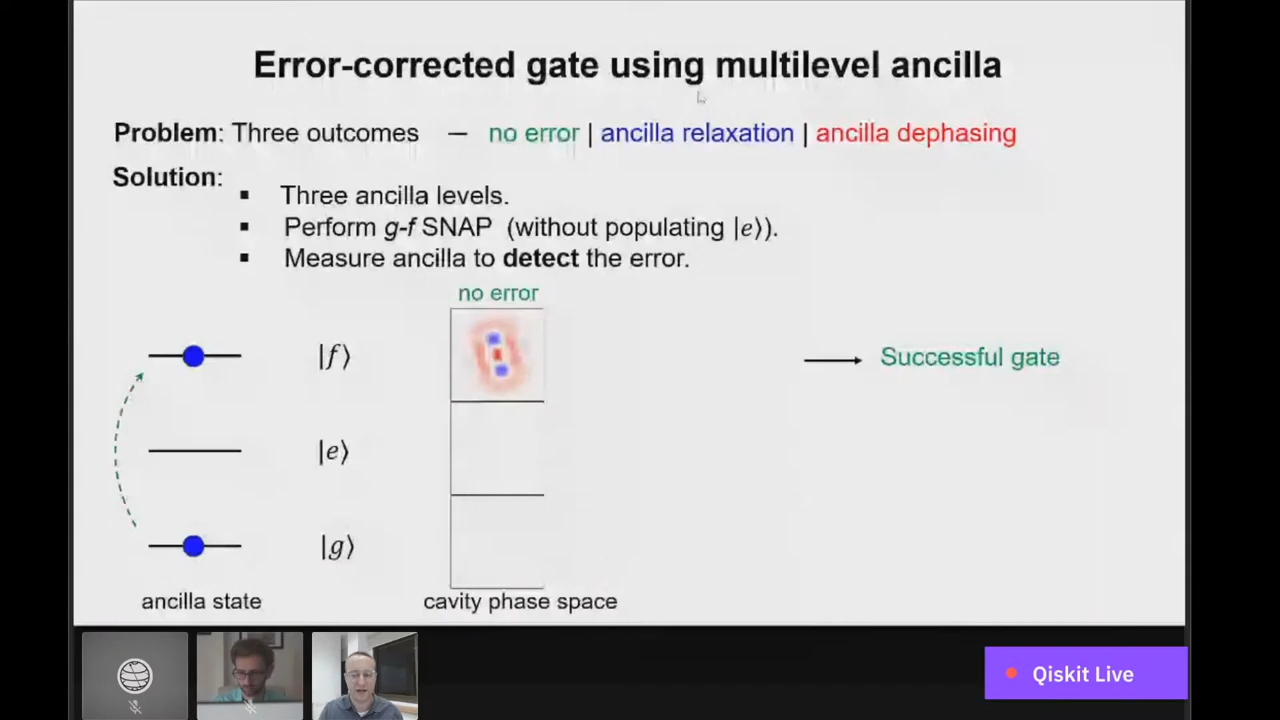 Error-corrected gate using multilevel ancilla
Problem: Three outcomes — no error | ancilla relaxation | ancilla dephasing
Solution:
▪ Three ancilla levels.
▪ Perform g-f SNAP (without populating |e⟩).
▪ Measure ancilla to detect the error.
no error
|f⟩
Successful gate
|e⟩
|g⟩
ancilla state
cavity phase space
Qiskit Live